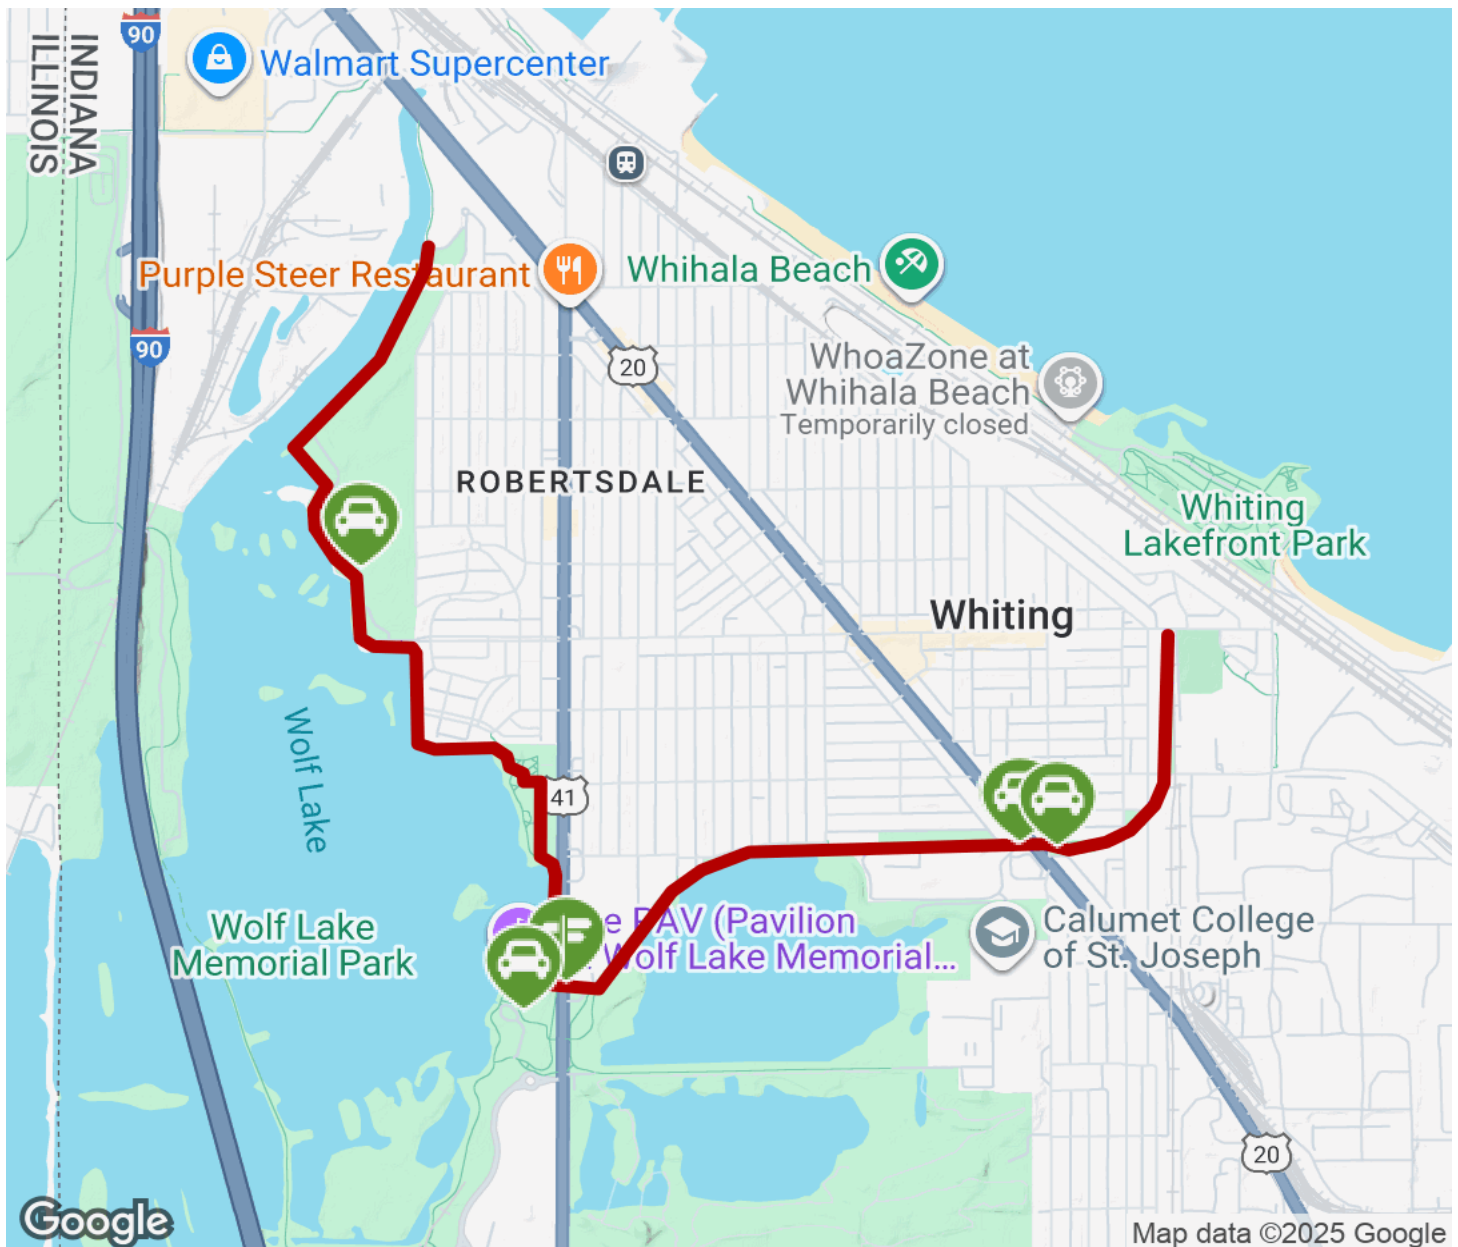 90
INDIANA
ILLINOIS
Walmart Supercenter
Purple Steer Restaurant
Whihala Beach
90
20
WhoaZone at
Whihala Beach
Temporarily closed
ROBERTSDALE
Whiting
Lakefront Park
Whiting
Wolf Lake
41
Wolf Lake
Memorial Park
PAV (Pavilion
Wolf Lake Memorial...
Calumet College
of St. Joseph
20
Google
Map data ©2025 Google